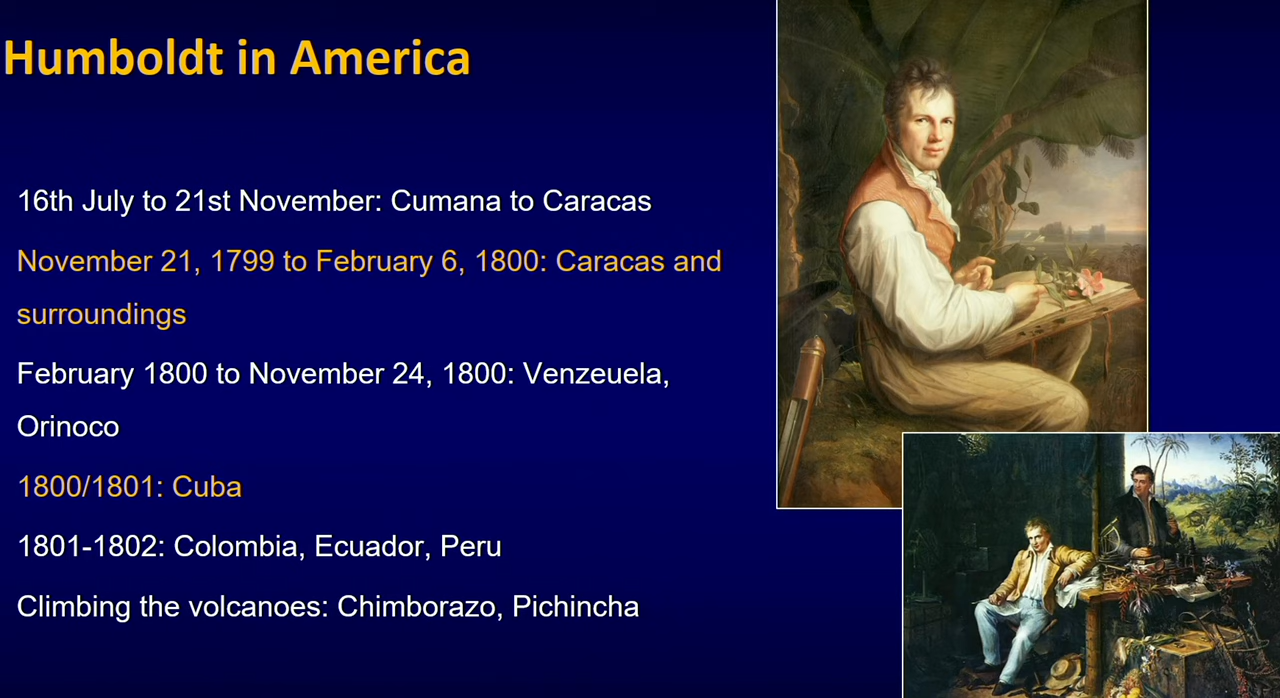 Humboldt in America
16th July to 21st November: Cumana to Caracas
November 21, 1799 to February 6, 1800: Caracas and
surroundings
February 1800 to November 24, 1800: Venzeuela,
Orinoco
1800/1801: Cuba
1801-1802: Colombia, Ecuador, Peru
Climbing the volcanoes: Chimborazo, Pichincha